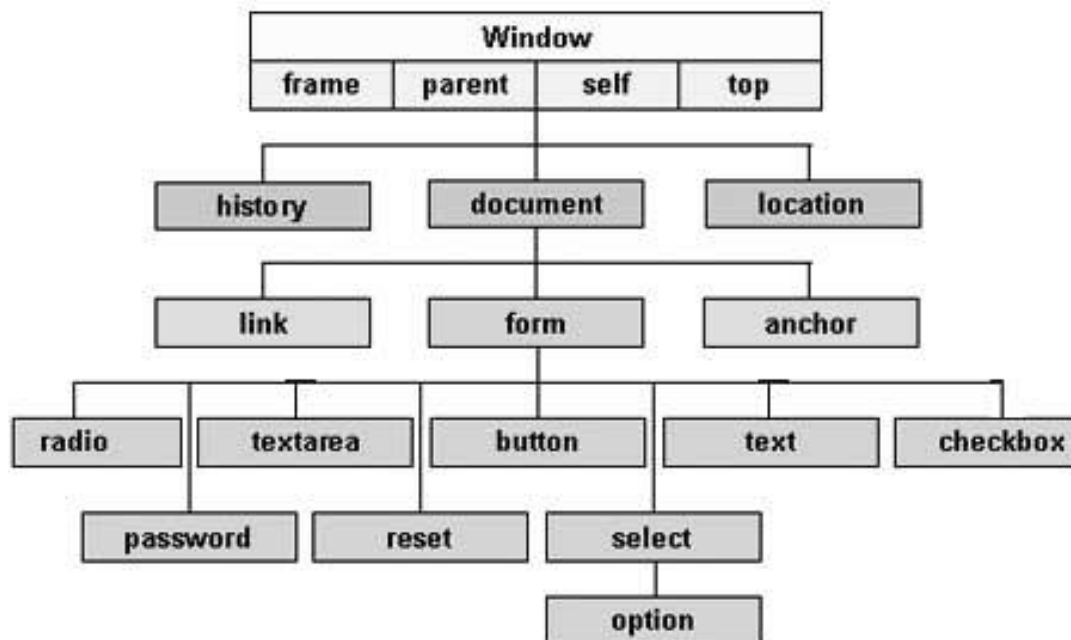 Window
frame parent self top
history document location
link form anchor
radio textarea button text checkbox
password reset select
option